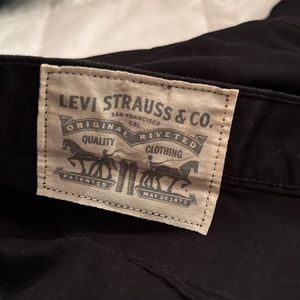 LEVI STRAUSS & CO.
SAN FRANCISCO
CAL.
ORIGINAL RIVETED
QUALITY CLOTHING
PATENTED MAY 20 1873